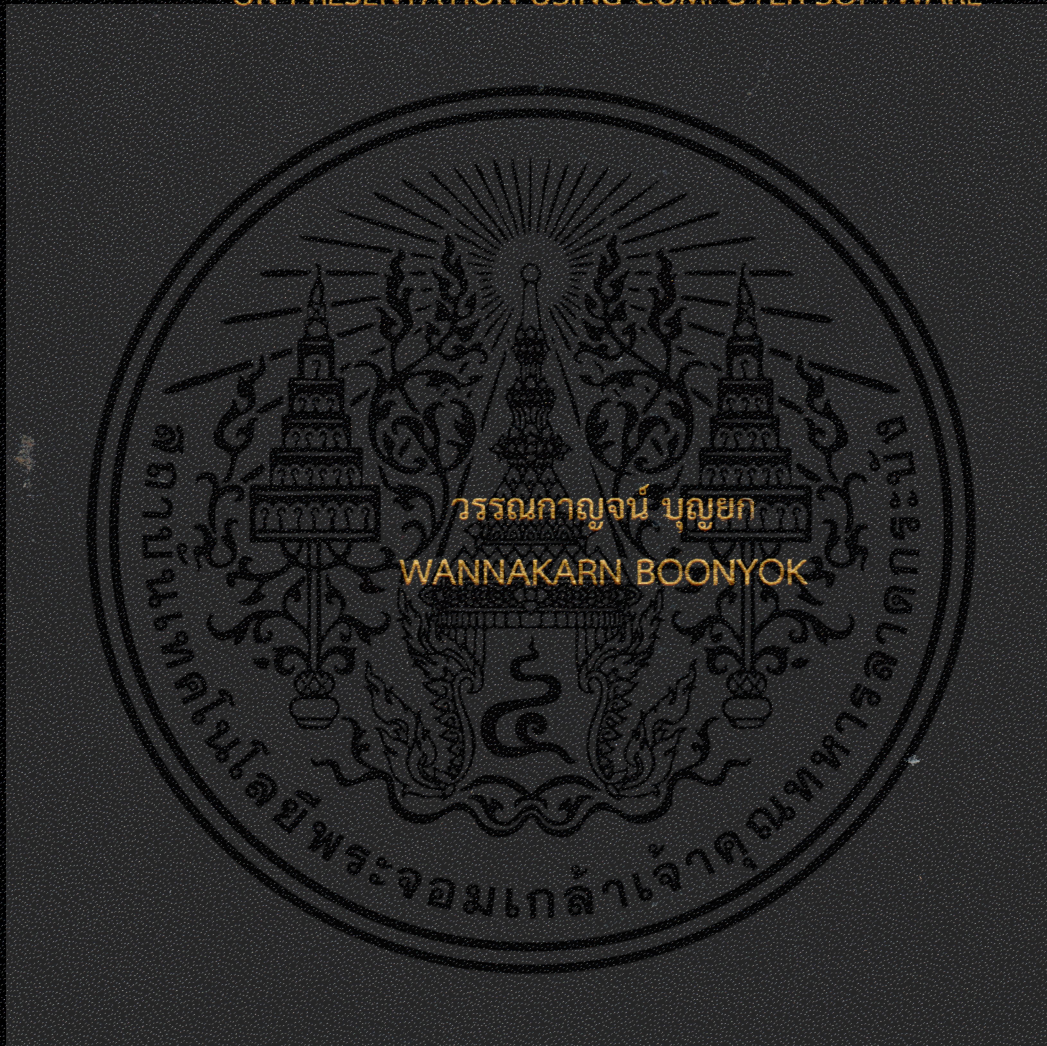 PRESENTATION USING COMPUTER SOFTWARE
วรรณกาญจน์ บุญยก
WANNAKARN BOONYOK
สถาบันเทคโนโลยีพระจอมเกล้าเจ้าคุณทหารลาดกระบัง
๔